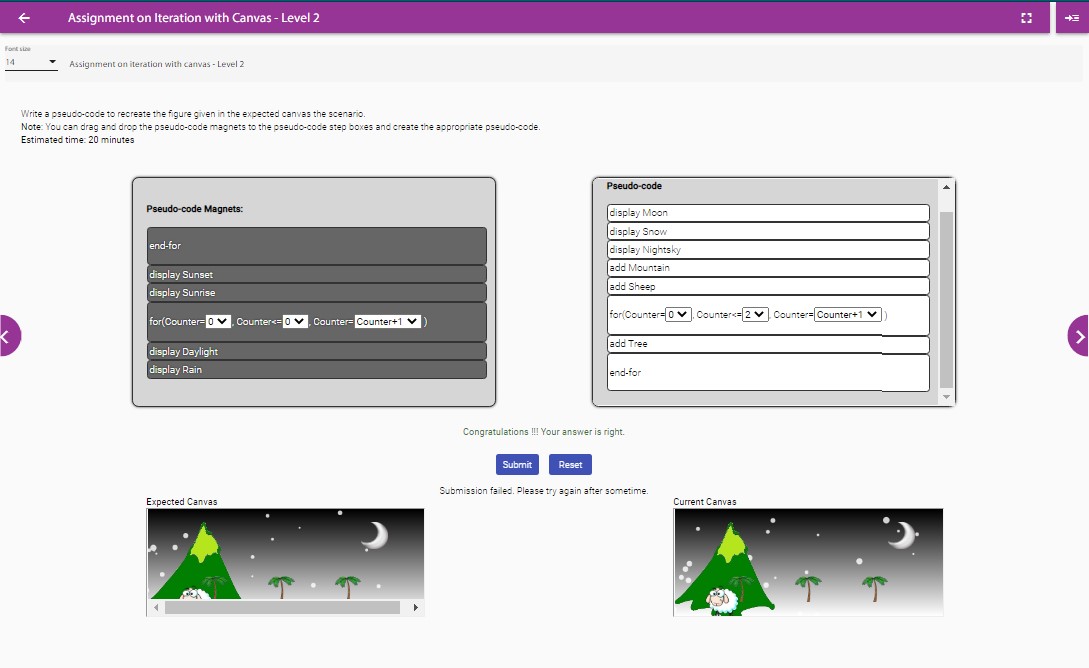 Assignment on Iteration with Canvas - Level 2
Font size
14
Assignment on iteration with canvas - Level 2
Write a pseudo-code to recreate the figure given in the expected canvas the scenario.
Note: You can drag and drop the pseudo-code magnets to the pseudo-code step boxes and create the appropriate pseudo-code.
Estimated time: 20 minutes
Pseudo-code Magnets:
end-for
display Sunset
display Sunrise
for(Counter= 0 , Counter<= 0 , Counter= Counter+1 )
display Daylight
display Rain
Pseudo-code
display Moon
display Snow
display Nightsky
add Mountain
add Sheep
for(Counter= 0 , Counter<= 2 , Counter= Counter+1 )
add Tree
end-for
Congratulations !!! Your answer is right.
Submit Reset
Submission failed. Please try again after sometime.
Expected Canvas
Current Canvas